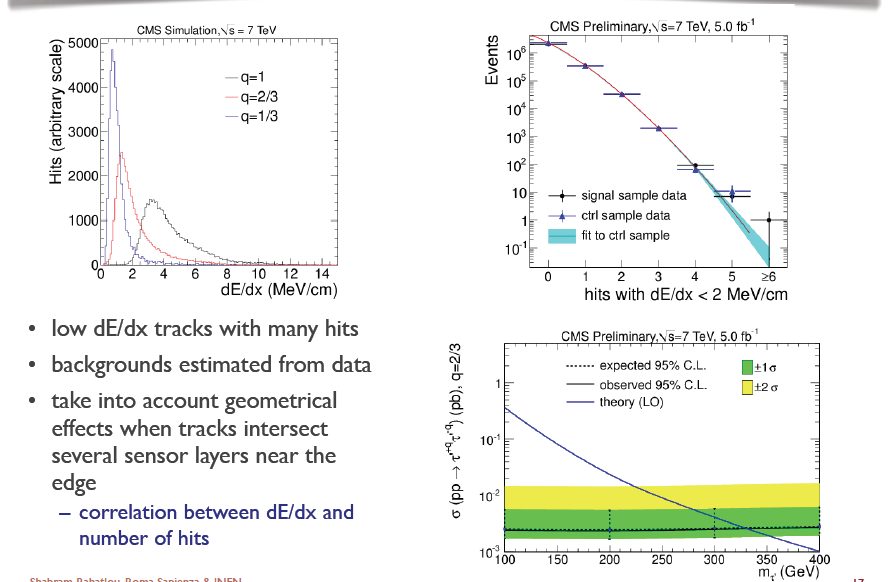 CMS Simulation,√s = 7 TeV
Hits (arbitrary scale)
5000
4000
3000
2000
1000
0
q=1
q=2/3
q=1/3
0 2 4 6 8 10 12 14
dE/dx (MeV/cm)
CMS Preliminary,√s=7 TeV, 5.0 fb⁻¹
Events
10⁶
10⁵
10⁴
10³
10²
10
1
10⁻¹
signal sample data
ctrl sample data
fit to ctrl sample
0 1 2 3 4 5 ≥6
hits with dE/dx < 2 MeV/cm
• low dE/dx tracks with many hits
• backgrounds estimated from data
• take into account geometrical
effects when tracks intersect
several sensor layers near the
edge
– correlation between dE/dx and
number of hits
CMS Preliminary,√s=7 TeV, 5.0 fb⁻¹
σ (pp → τ'⁺q τ'⁻q) (pb), q=2/3
1
10⁻¹
10⁻²
10⁻³
expected 95% C.L.
observed 95% C.L.
theory (LO)
±1 σ
±2 σ
100 150 200 250 300 350 400
mτ' (GeV)
Shahram Rahatlou, Roma Sapienza & INFN
17